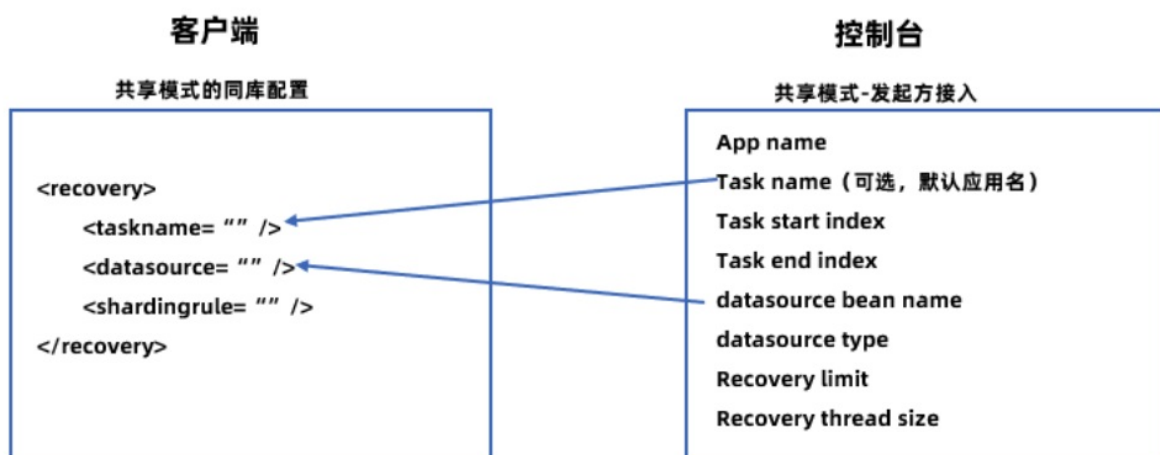 客户端
共享模式的同库配置
<recovery>
<taskname= “” />
<datasource= “” />
<shardingrule= “” />
</recovery>
控制台
共享模式-发起方接入
App name
Task name（可选，默认应用名）
Task start index
Task end index
datasource bean name
datasource type
Recovery limit
Recovery thread size